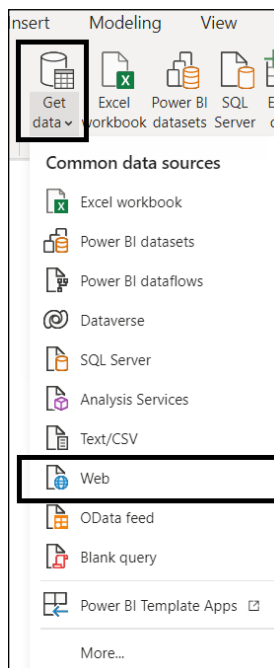 nsert Modeling View
Get Excel Power BI SQL
data workbook datasets Server
Common data sources
Excel workbook
Power BI datasets
Power BI dataflows
Dataverse
SQL Server
Analysis Services
Text/CSV
Web
OData feed
Blank query
Power BI Template Apps
More...